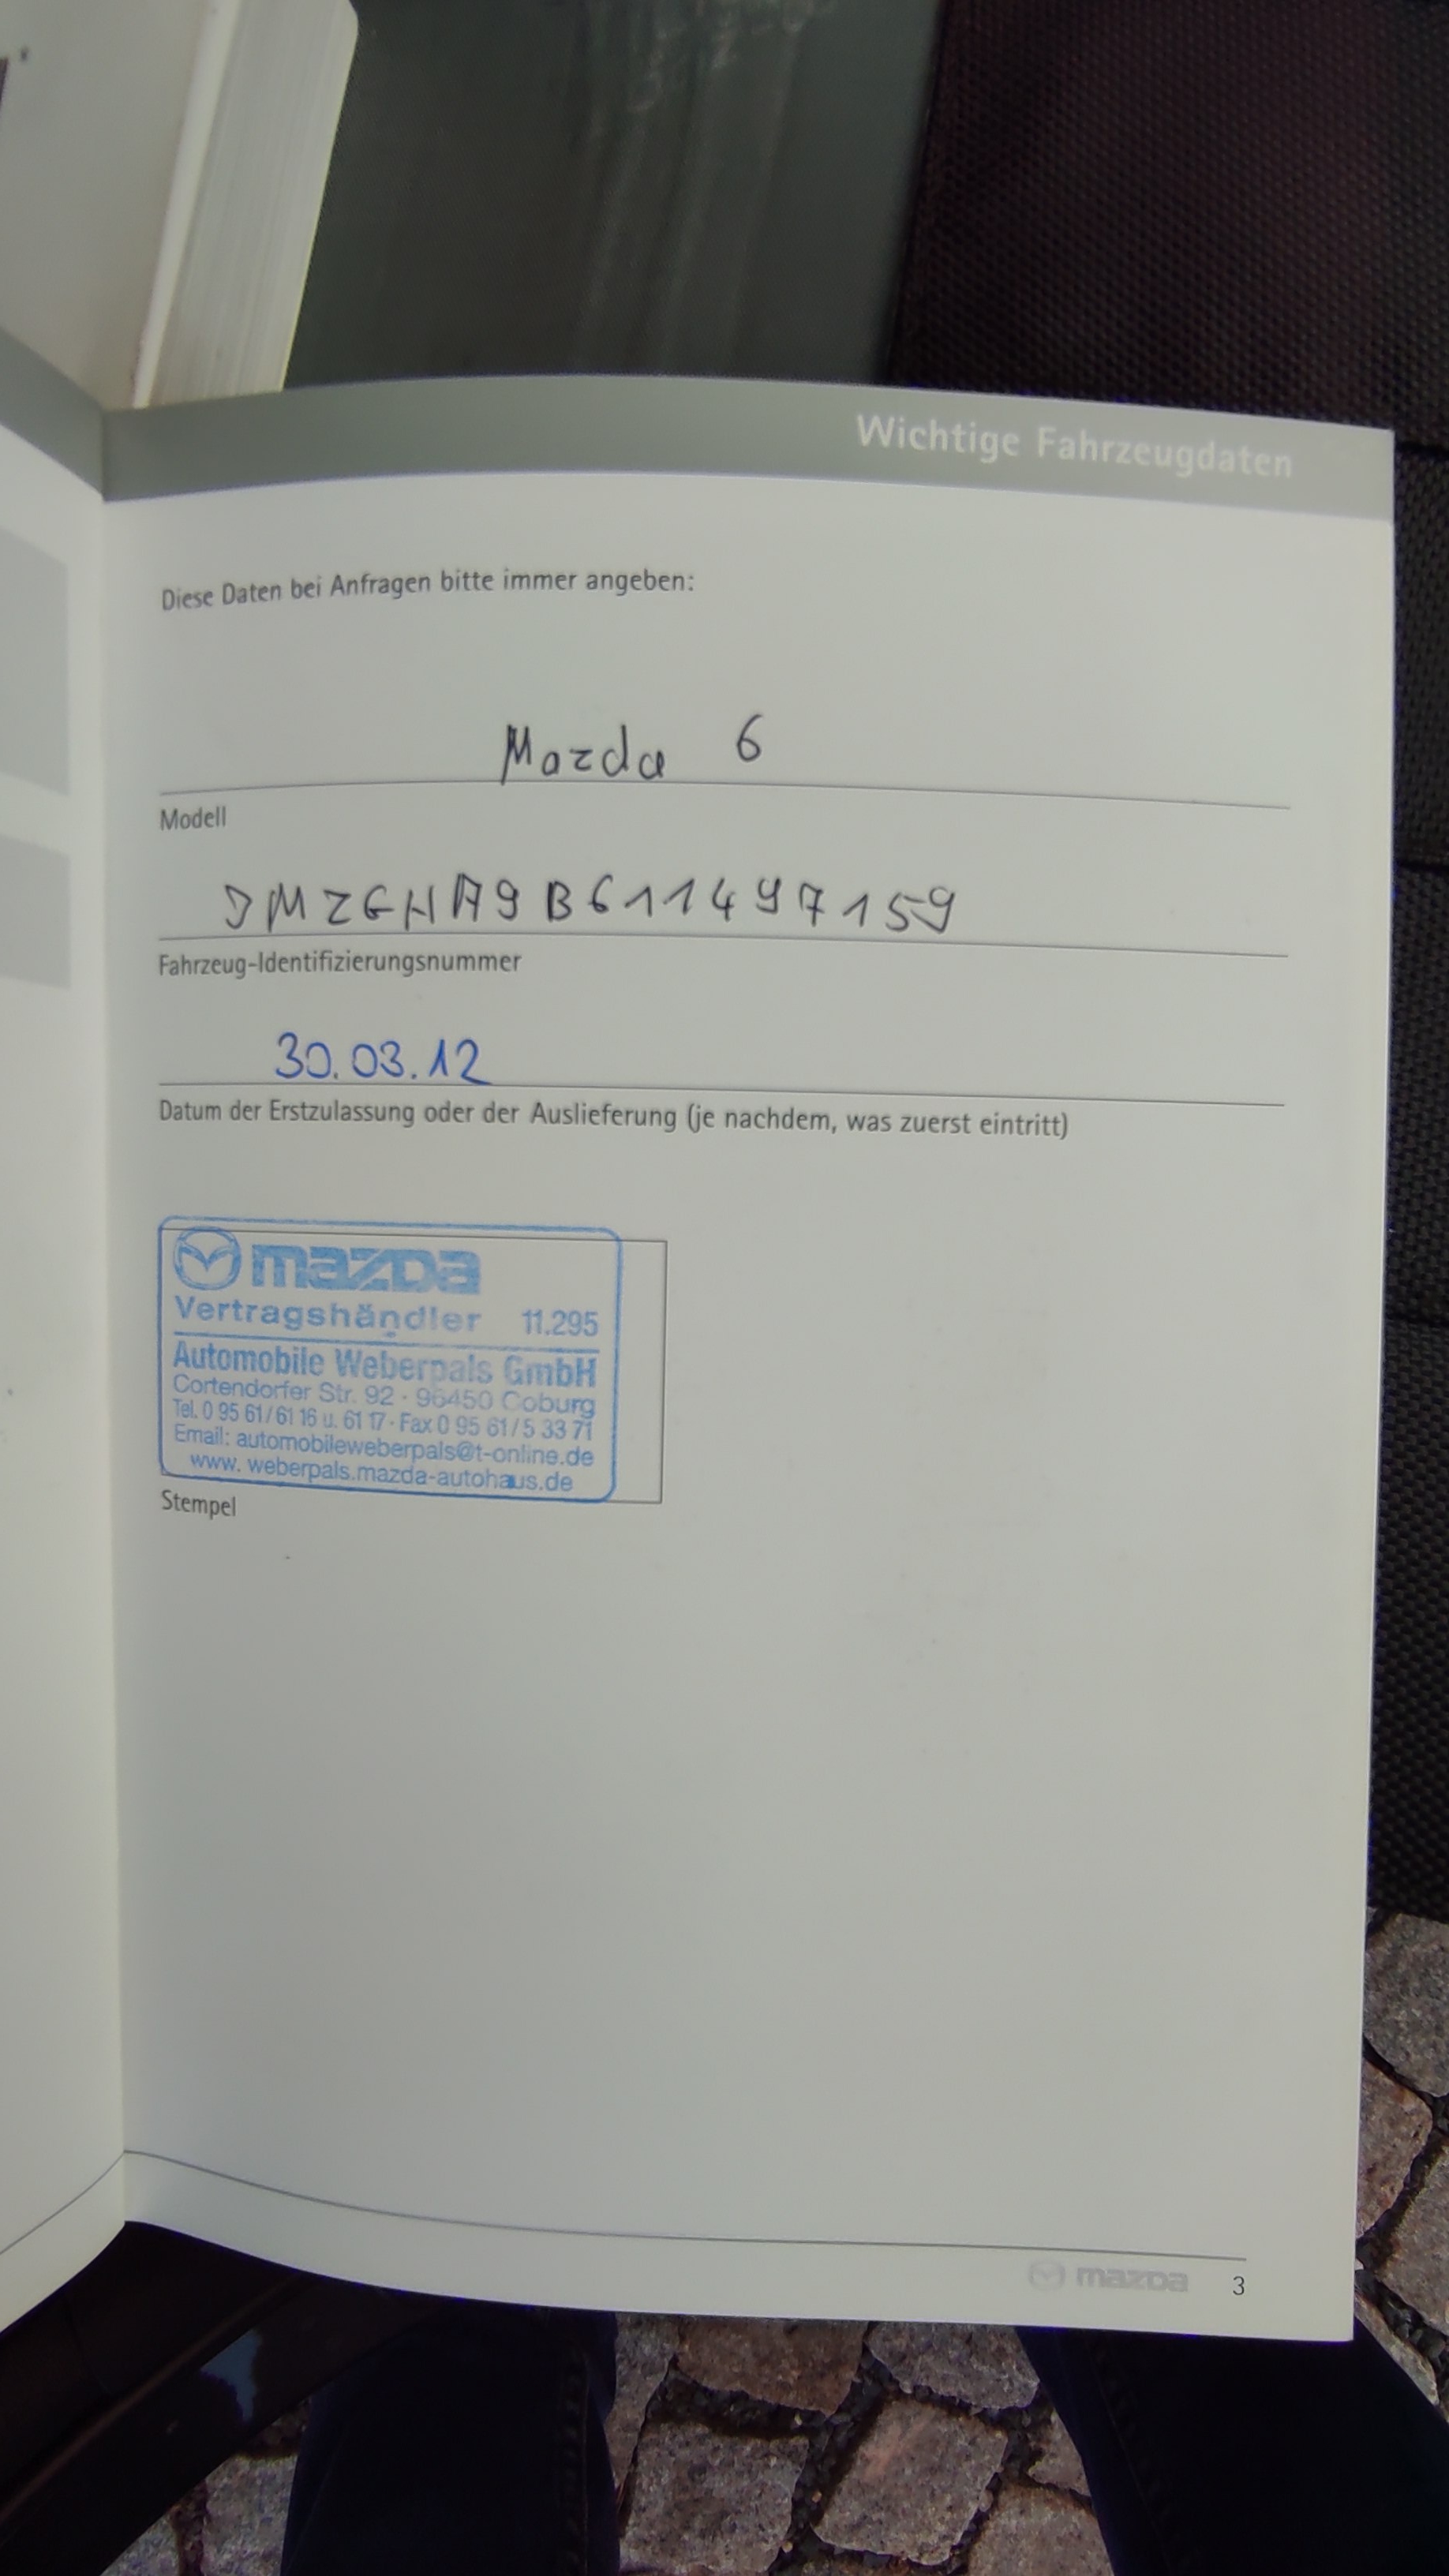 Wichtige Fahrzeugdaten
Diese Daten bei Anfragen bitte immer angeben:
Mazda 6
Modell
JMZGHA9B611497159
Fahrzeug-Identifizierungsnummer
30.03.12
Datum der Erstzulassung oder der Auslieferung (je nachdem, was zuerst eintritt)
mazda
Vertragshändler 11.295
Automobile Weberpals GmbH
Cortendorfer Str. 92 · 96450 Coburg
Tel. 0 95 61/61 16 u. 61 17 · Fax 0 95 61/5 33 71
Email: automobileweberpals@t-online.de
www. weberpals.mazda-autohaus.de
Stempel
mazda 3